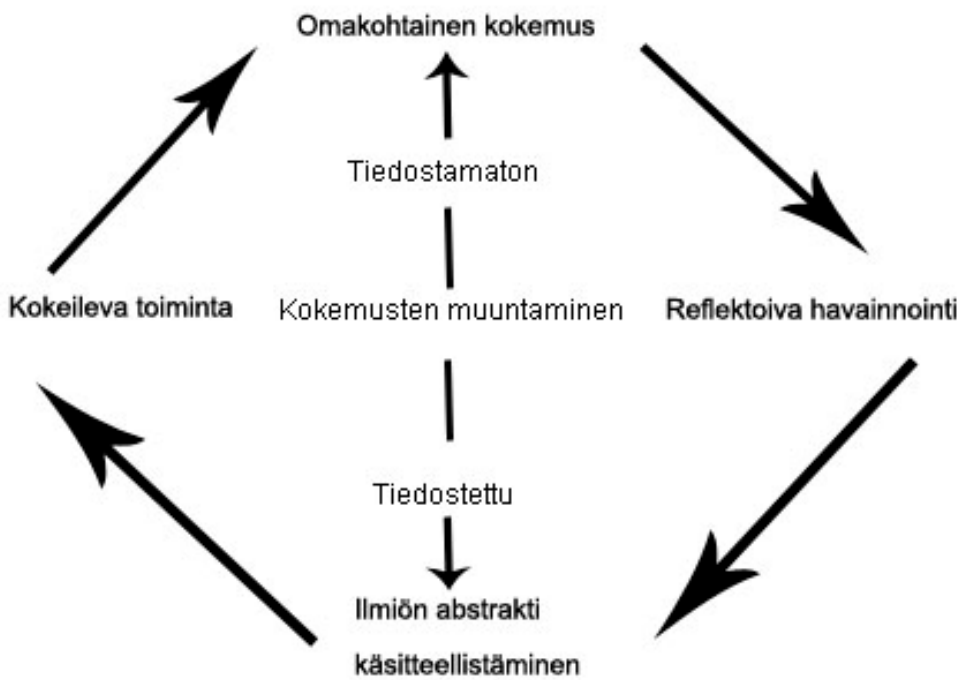 Omakohtainen kokemus
Tiedostamaton
Kokeileva toiminta
Kokemusten muuntaminen
Reflektoiva havainnointi
Tiedostettu
Ilmiön abstrakti
käsitteellistäminen